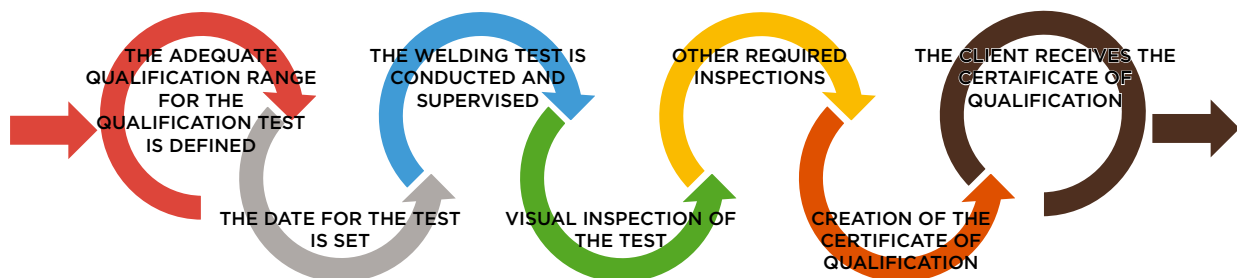 THE ADEQUATE
QUALIFICATION RANGE
FOR THE
QUALIFICATION TEST
IS DEFINED
THE DATE FOR THE TEST
IS SET
THE WELDING TEST IS
CONDUCTED AND
SUPERVISED
VISUAL INSPECTION OF
THE TEST
OTHER REQUIRED
INSPECTIONS
CREATION OF THE
CERTIFICATE OF
QUALIFICATION
THE CLIENT RECEIVES THE
CERTAIFICATE OF
QUALIFICATION